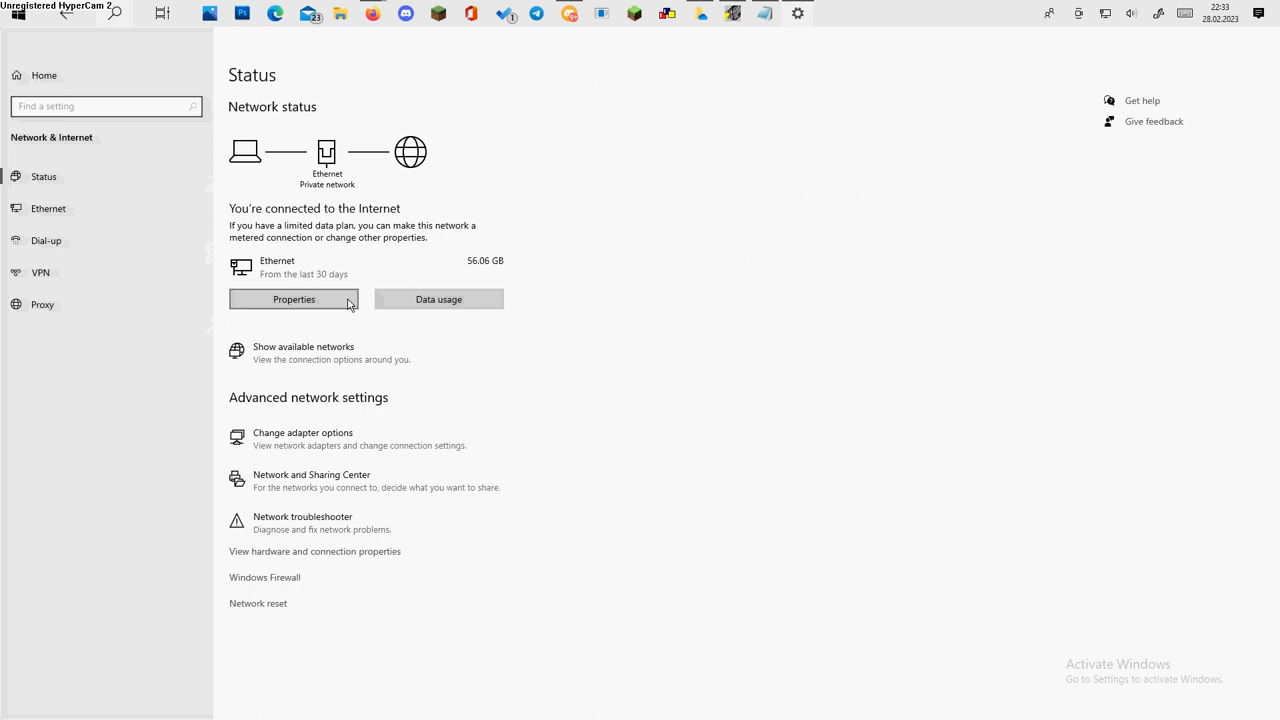 Unregistered HyperCam 2
23
1
22:33
28.02.2023
Home
Find a setting
Network & Internet
Status
Ethernet
Dial-up
VPN
Proxy
Status
Network status
Ethernet
Private network
You're connected to the Internet
If you have a limited data plan, you can make this network a
metered connection or change other properties.
Ethernet 56.06 GB
From the last 30 days
Properties Data usage
Show available networks
View the connection options around you.
Advanced network settings
Change adapter options
View network adapters and change connection settings.
Network and Sharing Center
For the networks you connect to, decide what you want to share.
Network troubleshooter
Diagnose and fix network problems.
View hardware and connection properties
Windows Firewall
Network reset
Get help
Give feedback
Activate Windows
Go to Settings to activate Windows.